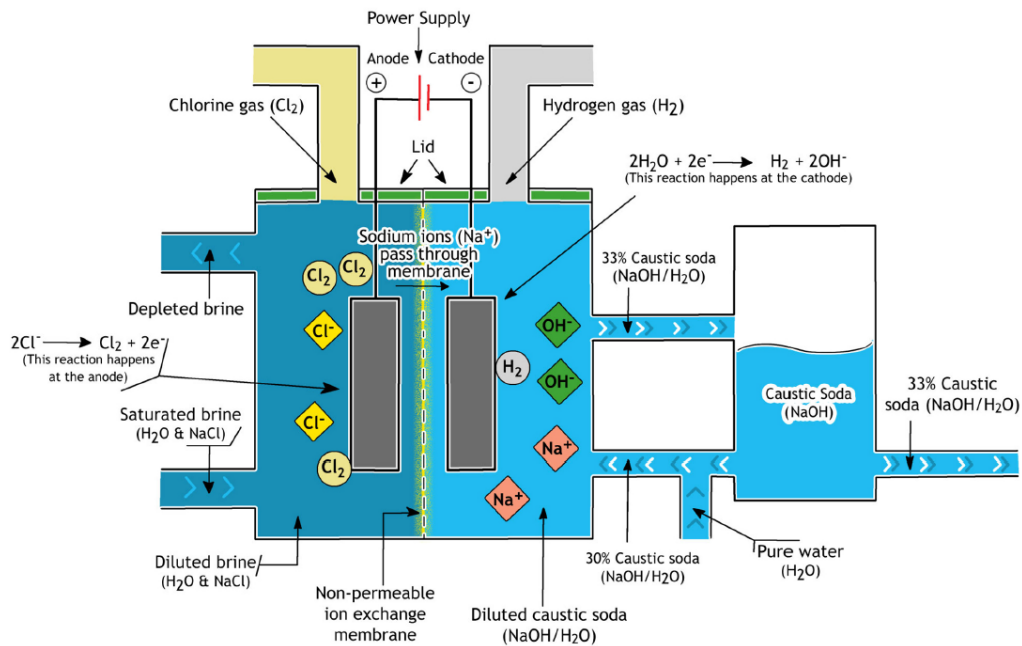 Power Supply
Anode
Cathode
+
-
Chlorine gas (Cl₂)
Hydrogen gas (H₂)
Lid
2H₂O + 2e⁻ → H₂ + 2OH⁻
(This reaction happens at the cathode)
Sodium ions (Na⁺)
pass through
membrane
Cl₂
Cl₂
33% Caustic soda
(NaOH/H₂O)
Depleted brine
Cl⁻
OH⁻
2Cl⁻ → Cl₂ + 2e⁻
(This reaction happens
at the anode)
H₂
OH⁻
Caustic Soda
(NaOH)
33% Caustic
soda (NaOH/H₂O)
Saturated brine
(H₂O & NaCl)
Cl⁻
Na⁺
Cl₂
Na⁺
Diluted brine
(H₂O & NaCl)
30% Caustic soda
(NaOH/H₂O)
Pure water
(H₂O)
Non-permeable
ion exchange
membrane
Diluted caustic soda
(NaOH/H₂O)